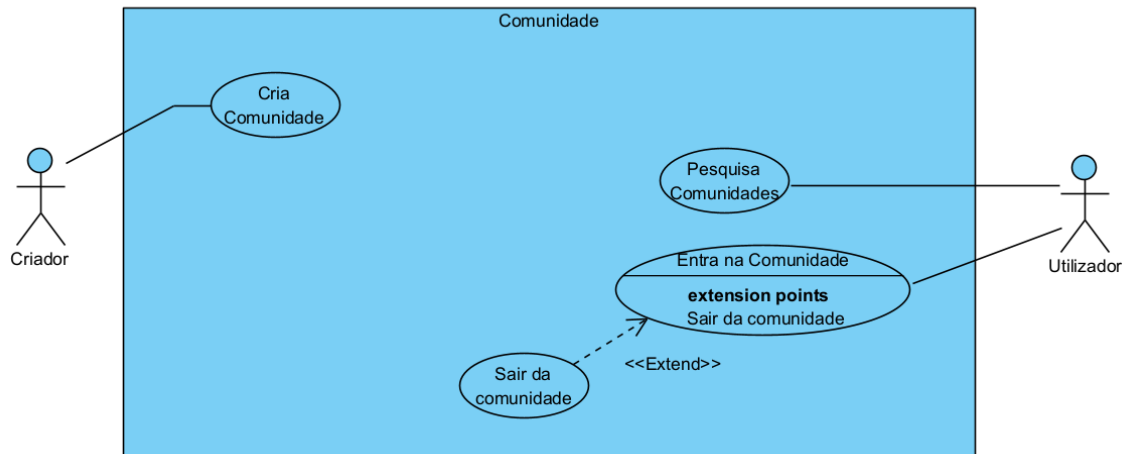 Comunidade
Cria
Comunidade
Pesquisa
Comunidades
Criador
Utilizador
Entra na Comunidade
extension points
Sair da comunidade
<<Extend>>
Sair da
comunidade